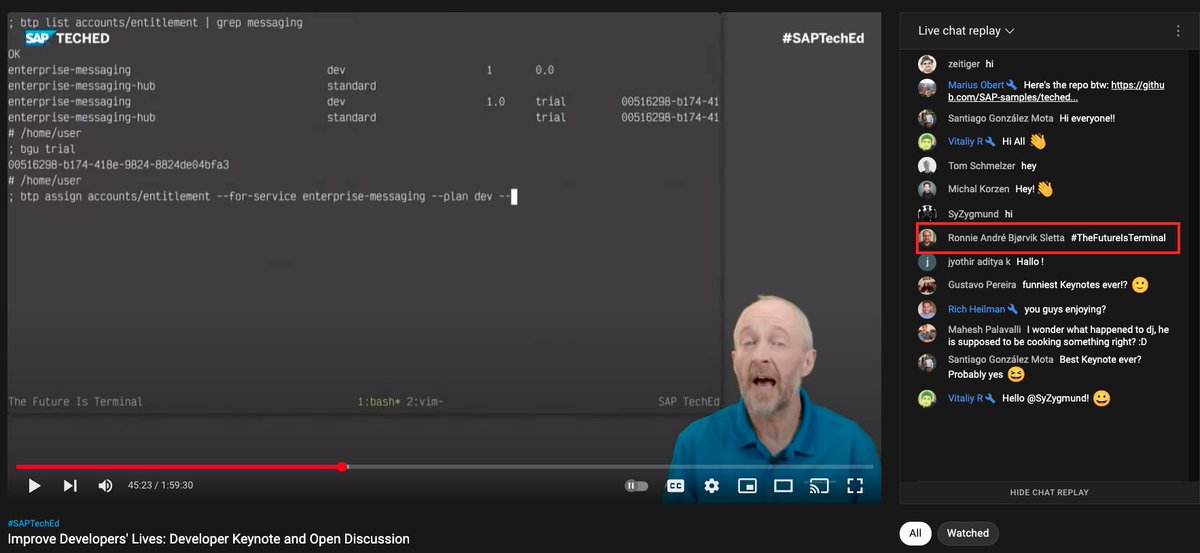 ; btp list accounts/entitlement | grep messaging
SAP TECHED
#SAPTechEd
OK
enterprise-messaging dev 1 0.0
enterprise-messaging-hub standard
enterprise-messaging dev 1.0 trial 00516298-b174-41
enterprise-messaging-hub standard trial 00516298-b174-41
# /home/user
; bgu trial
00516298-b174-418e-9824-8824de04bfa3
# /home/user
; btp assign accounts/entitlement --for-service enterprise-messaging --plan dev --
The Future Is Terminal 1:bash* 2:vim- SAP TechEd
45:23 / 1:59:30
CC
#SAPTechEd
Improve Developers' Lives: Developer Keynote and Open Discussion
Live chat replay
zeitiger hi
Marius Obert Here's the repo btw: https://githu
b.com/SAP-samples/teched...
Santiago González Mota Hi everyone!!
Vitaliy R Hi All 👋
Tom Schmelzer hey
Michal Korzen Hey! 👋
SyZygmund hi
Ronnie André Bjørvik Sletta #TheFutureIsTerminal
j jyothir aditya k Hallo !
Gustavo Pereira funniest Keynotes ever!? 🙂
Rich Heilman you guys enjoying?
Mahesh Palavalli I wonder what happened to dj, he
is supposed to be cooking something right? :D
Santiago González Mota Best Keynote ever?
Probably yes 😆
Vitaliy R Hello @SyZygmund! 😀
HIDE CHAT REPLAY
All Watched